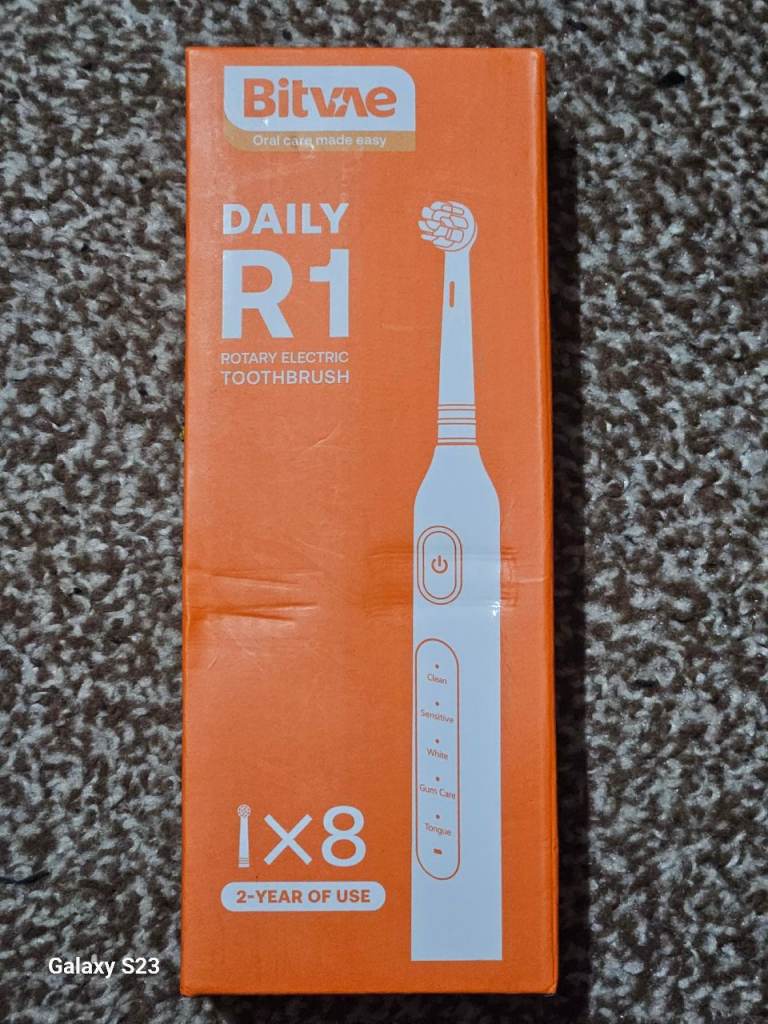 Bitvae
Oral care made easy
DAILY
R1
ROTARY ELECTRIC
TOOTHBRUSH
Clean
Sensitive
White
Gum Care
Tongue
×8
2-YEAR OF USE
Galaxy S23